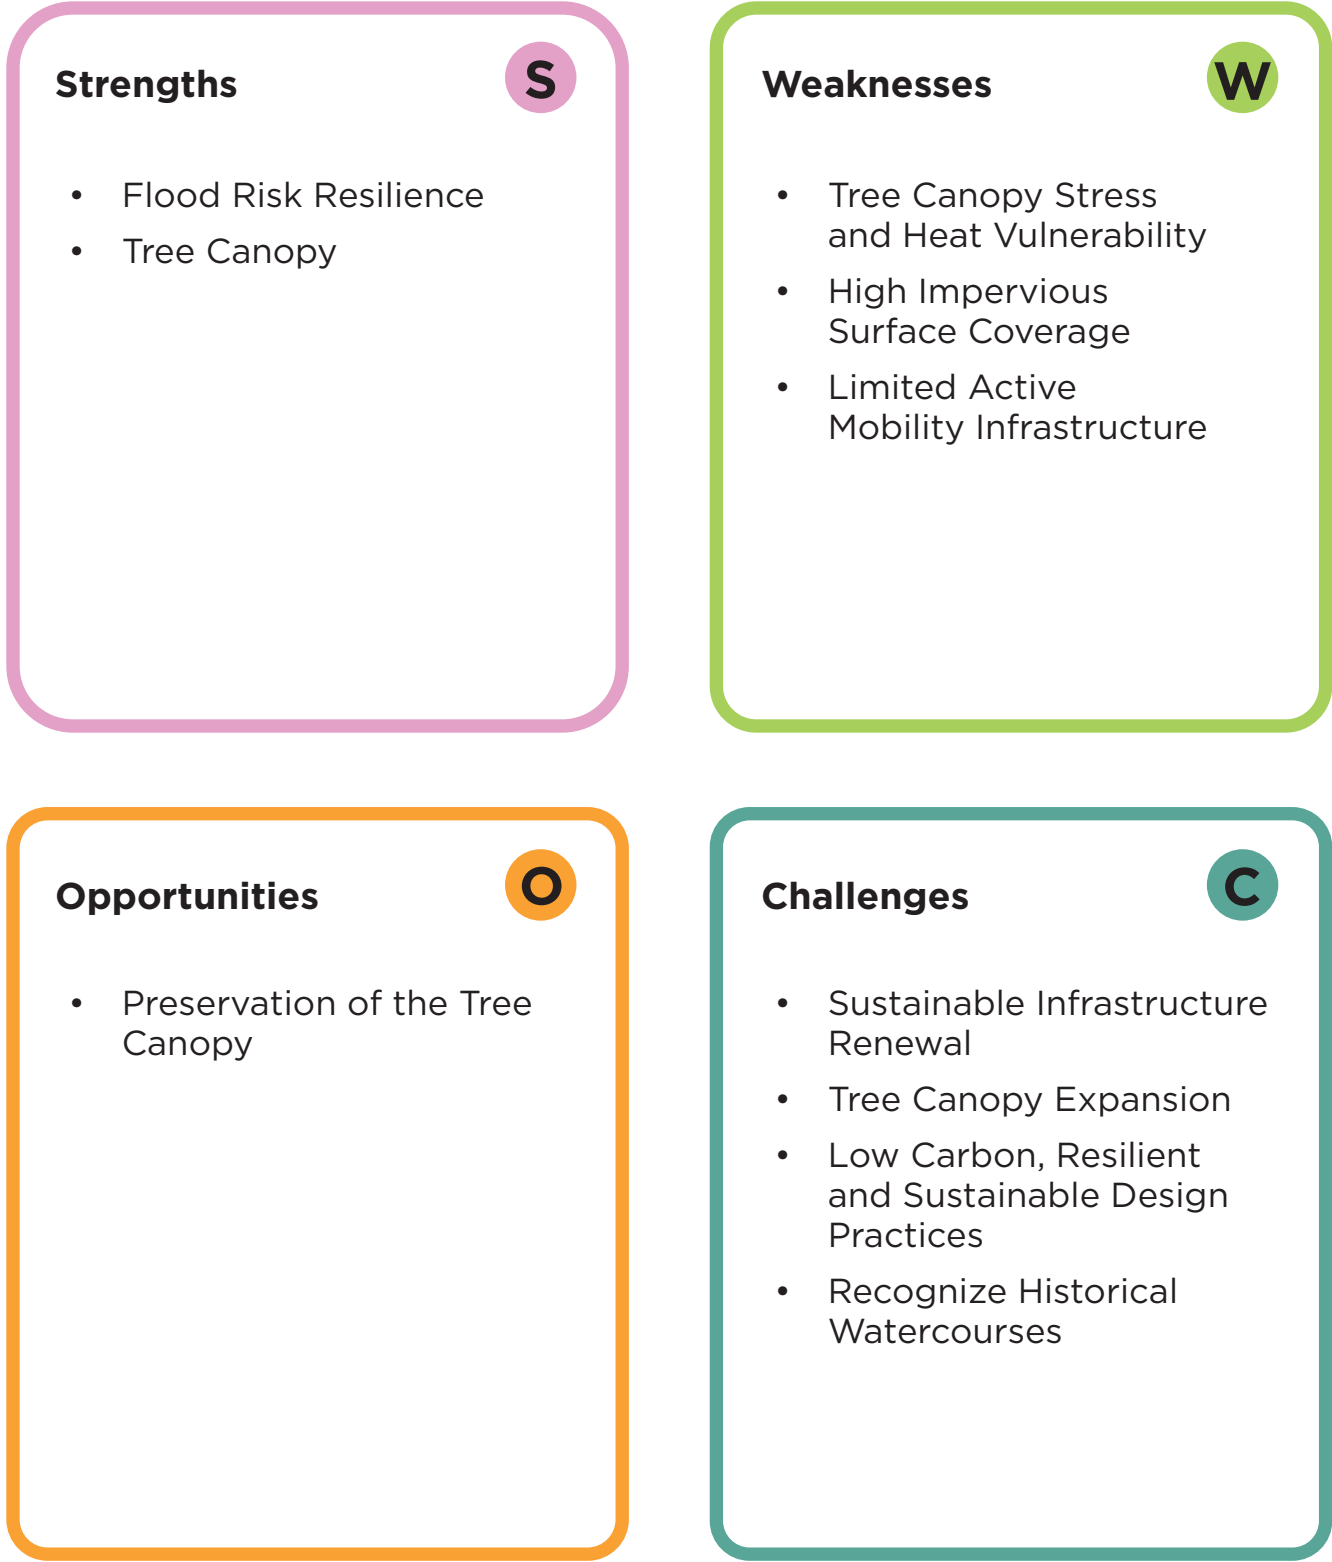 Strengths
S
• Flood Risk Resilience
• Tree Canopy
Weaknesses
W
• Tree Canopy Stress
and Heat Vulnerability
• High Impervious
Surface Coverage
• Limited Active
Mobility Infrastructure
Opportunities
O
• Preservation of the Tree
Canopy
Challenges
C
• Sustainable Infrastructure
Renewal
• Tree Canopy Expansion
• Low Carbon, Resilient
and Sustainable Design
Practices
• Recognize Historical
Watercourses